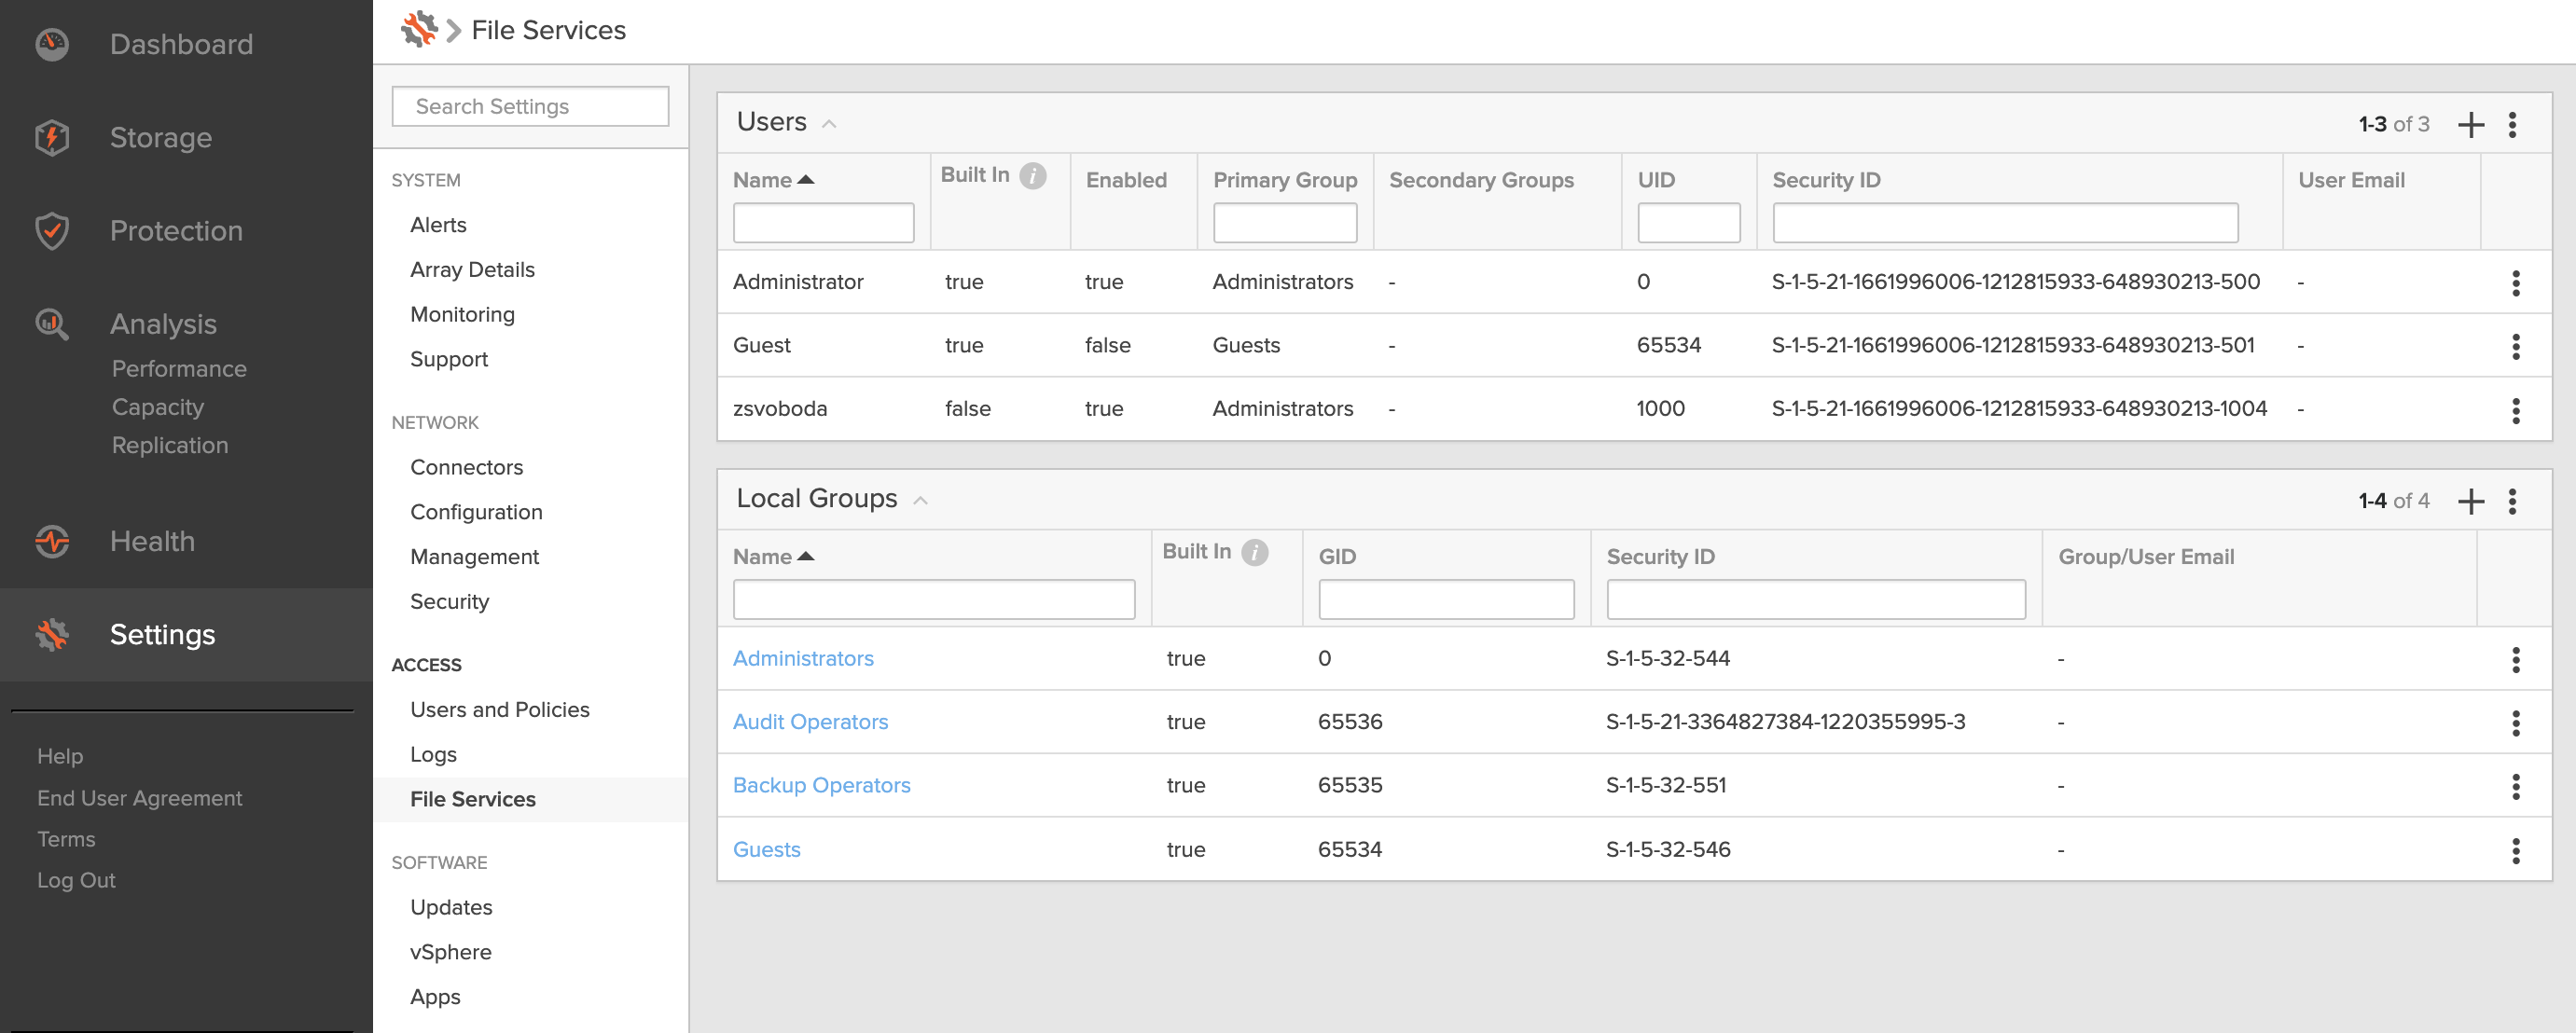 Dashboard
Storage
Protection
Analysis
Performance
Capacity
Replication
Health
Settings
Help
End User Agreement
Terms
Log Out
File Services
Search Settings
SYSTEM
Alerts
Array Details
Monitoring
Support
NETWORK
Connectors
Configuration
Management
Security
ACCESS
Users and Policies
Logs
File Services
SOFTWARE
Updates
vSphere
Apps
Users 1-3 of 3
Name Built In i Enabled Primary Group Secondary Groups UID Security ID User Email
Administrator true true Administrators - 0 S-1-5-21-1661996006-1212815933-648930213-500 -
Guest true false Guests - 65534 S-1-5-21-1661996006-1212815933-648930213-501 -
zsvoboda false true Administrators - 1000 S-1-5-21-1661996006-1212815933-648930213-1004 -
Local Groups 1-4 of 4
Name Built In i GID Security ID Group/User Email
Administrators true 0 S-1-5-32-544 -
Audit Operators true 65536 S-1-5-21-3364827384-1220355995-3 -
Backup Operators true 65535 S-1-5-32-551 -
Guests true 65534 S-1-5-32-546 -